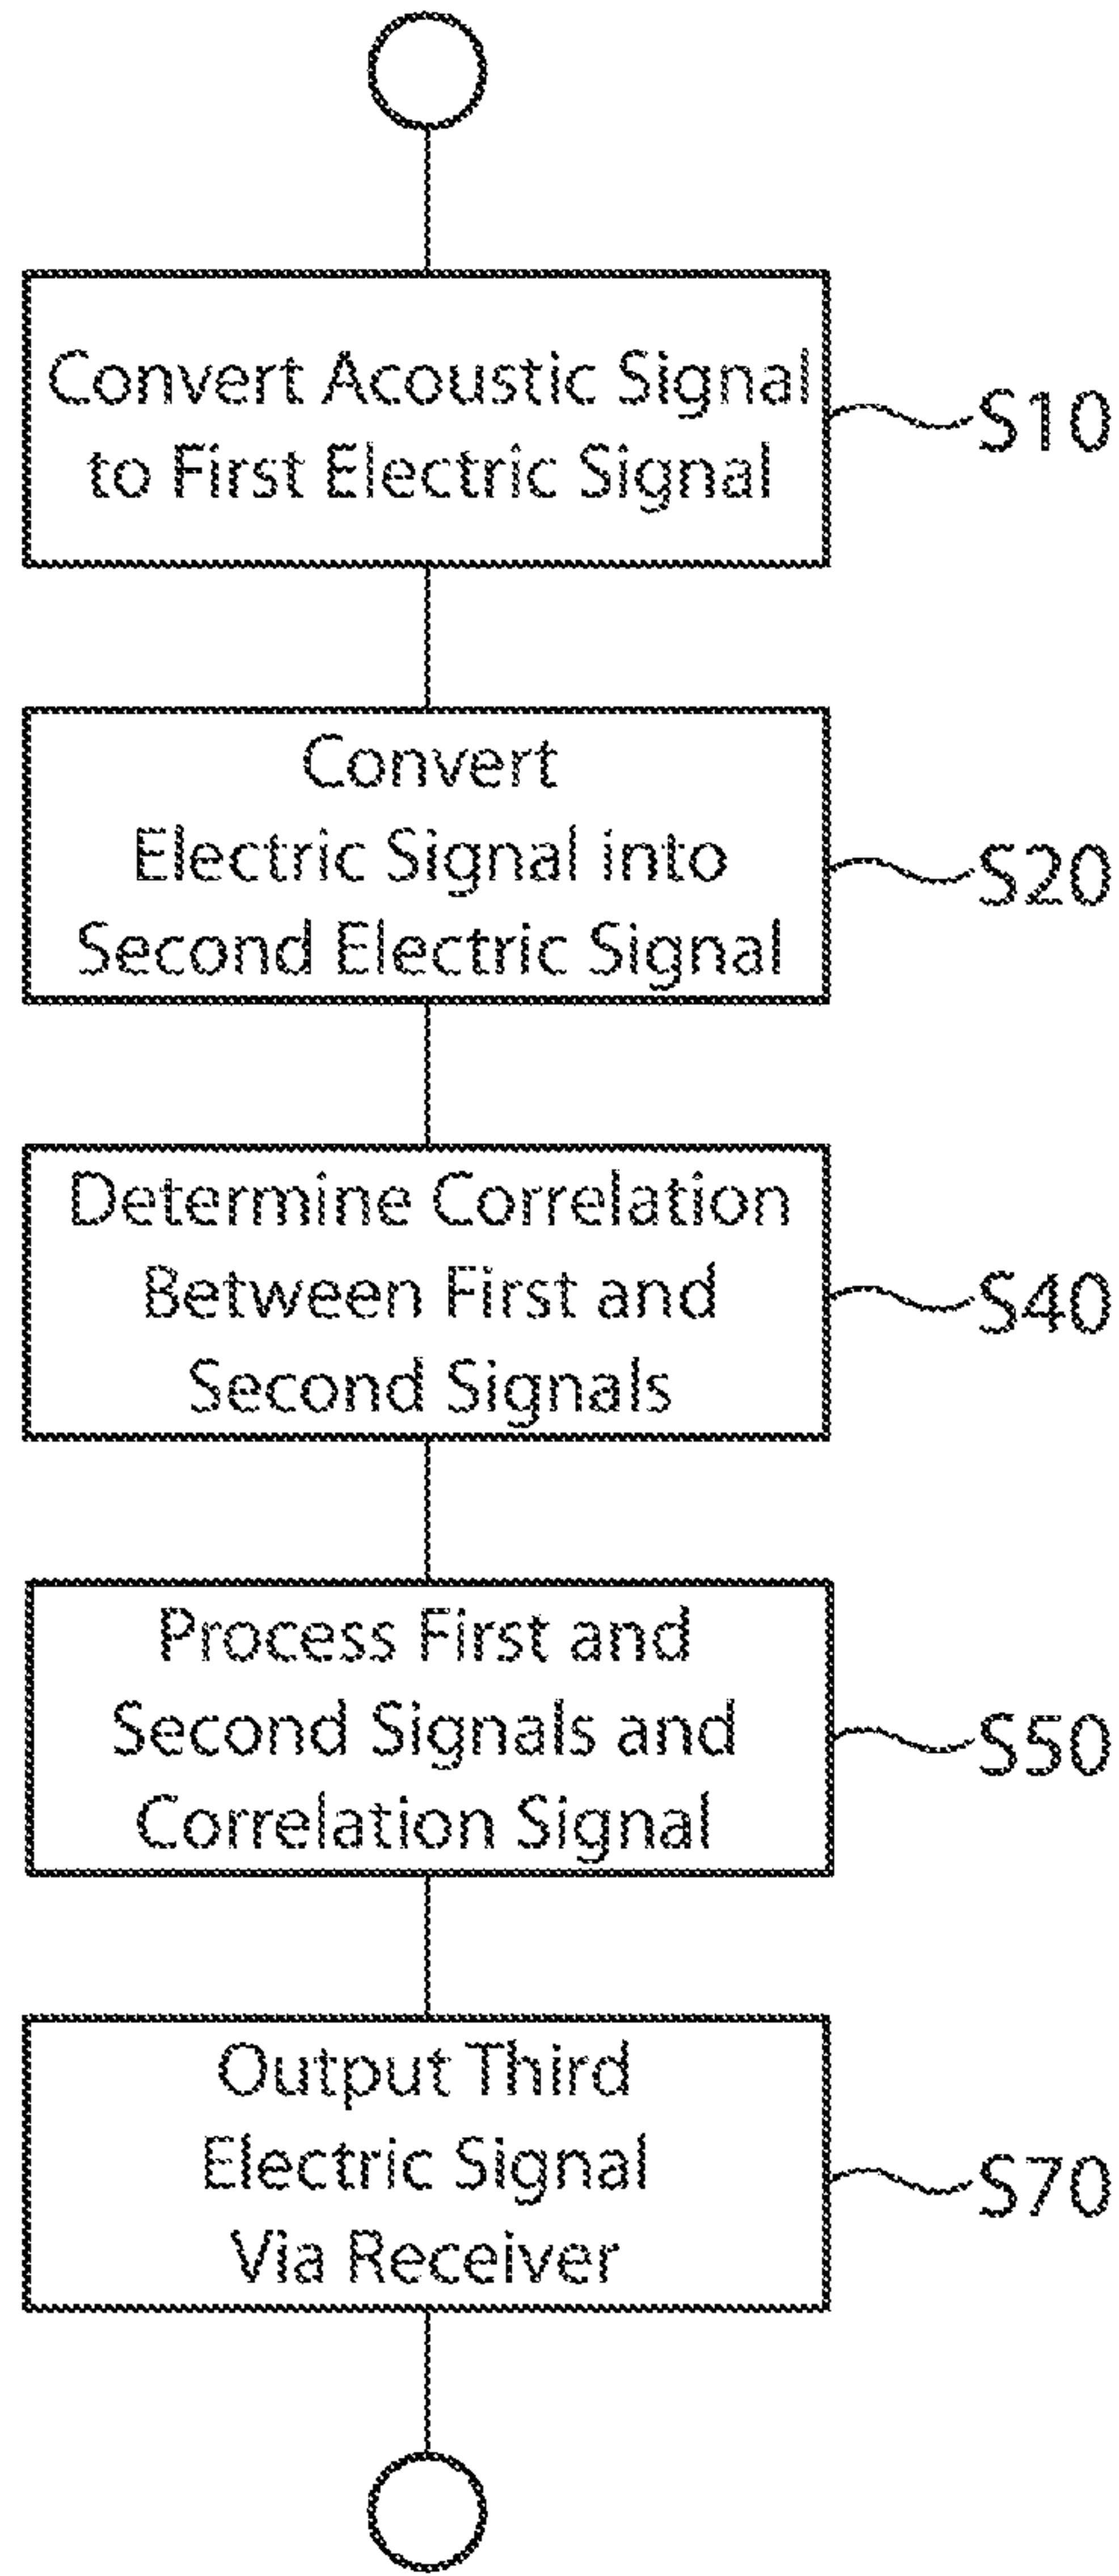 Convert Acoustic Signal
to First Electric Signal
S10
Convert
Electric Signal into
Second Electric Signal
S20
Determine Correlation
Between First and
Second Signals
S40
Process First and
Second Signals and
Correlation Signal
S50
Output Third
Electric Signal
Via Receiver
S70